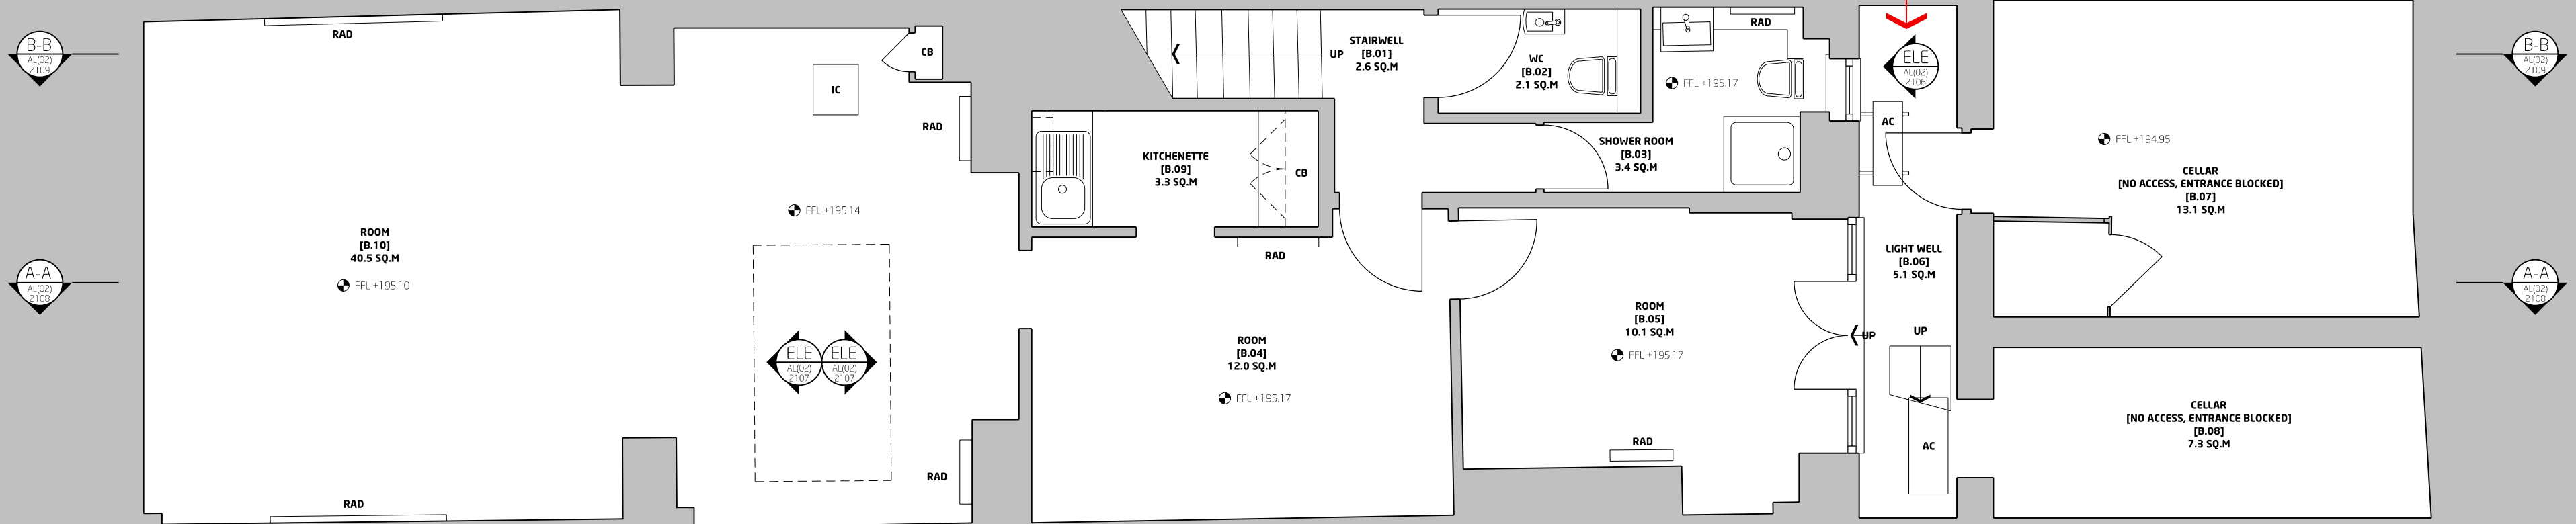 B-B
AL(02)
2109
A-A
AL(02)
2108
RAD
ROOM
[B.10]
40.5 SQ.M
FFL +195.10
RAD
CB
IC
RAD
FFL +195.14
ELE
AL(02)
2107
ELE
AL(02)
2107
RAD
KITCHENETTE
[B.09]
3.3 SQ.M
CB
RAD
ROOM
[B.04]
12.0 SQ.M
FFL +195.17
UP
STAIRWELL
[B.01]
2.6 SQ.M
WC
[B.02]
2.1 SQ.M
RAD
FFL +195.17
SHOWER ROOM
[B.03]
3.4 SQ.M
ROOM
[B.05]
10.1 SQ.M
FFL +195.17
RAD
ELE
AL(02)
2106
AC
LIGHT WELL
[B.06]
5.1 SQ.M
UP
UP
AC
FFL +194.95
CELLAR
[NO ACCESS, ENTRANCE BLOCKED]
[B.07]
13.1 SQ.M
CELLAR
[NO ACCESS, ENTRANCE BLOCKED]
[B.08]
7.3 SQ.M
B-B
AL(02)
2109
A-A
AL(02)
2108